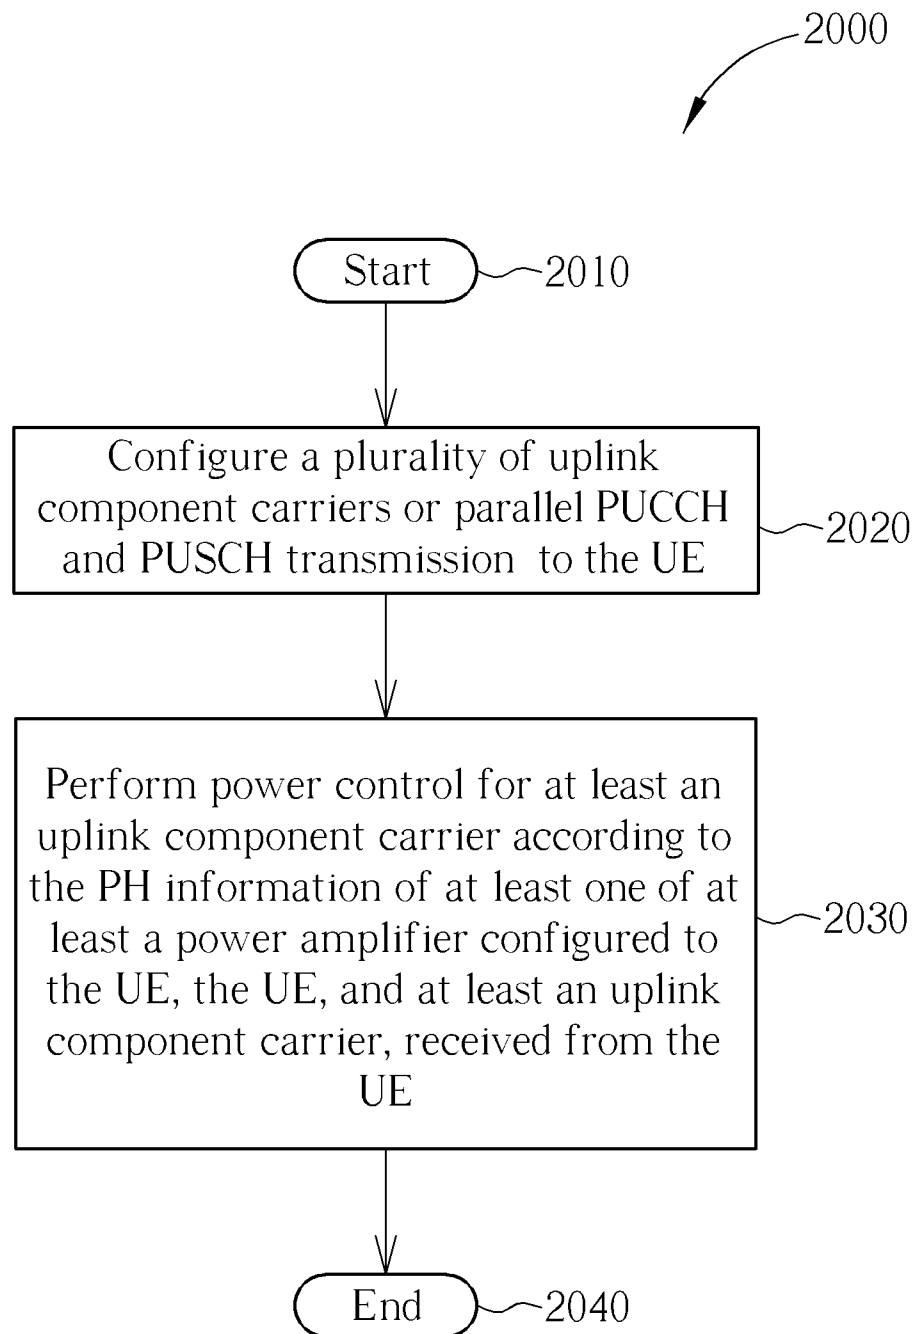 2000
Start
2010
Configure a plurality of uplink
component carriers or parallel PUCCH
and PUSCH transmission to the UE
2020
Perform power control for at least an
uplink component carrier according to
the PH information of at least one of at
least a power amplifier configured to
the UE, the UE, and at least an uplink
component carrier, received from the
UE
2030
End
2040